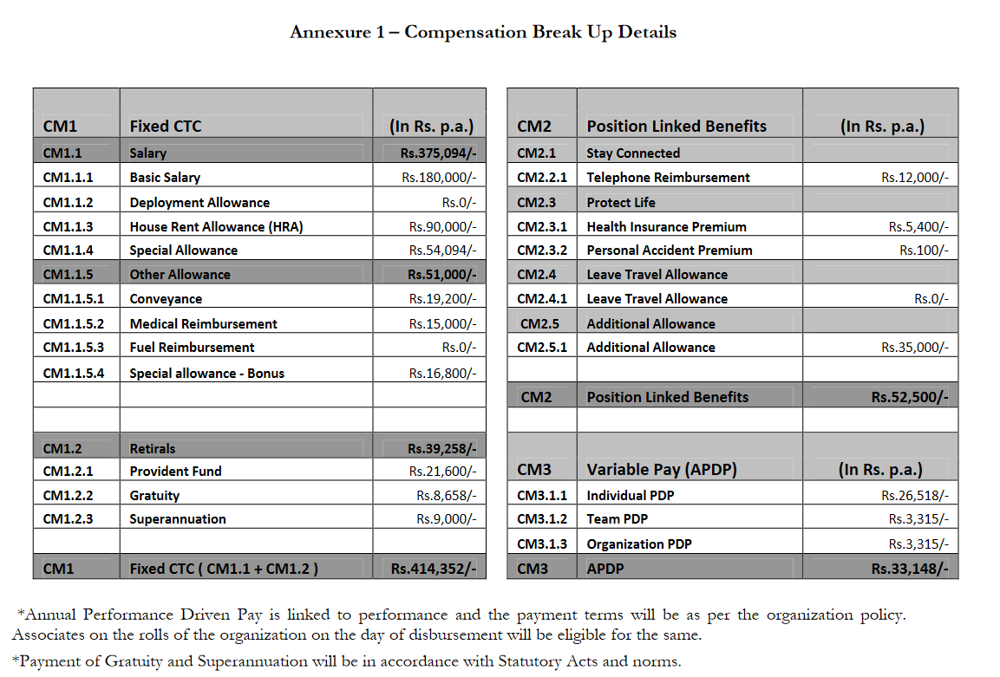 Annexure 1 – Compensation Break Up Details
CM1 Fixed CTC (In Rs. p.a.)
CM1.1 Salary Rs.375,094/-
CM1.1.1 Basic Salary Rs.180,000/-
CM1.1.2 Deployment Allowance Rs.0/-
CM1.1.3 House Rent Allowance (HRA) Rs.90,000/-
CM1.1.4 Special Allowance Rs.54,094/-
CM1.1.5 Other Allowance Rs.51,000/-
CM1.1.5.1 Conveyance Rs.19,200/-
CM1.1.5.2 Medical Reimbursement Rs.15,000/-
CM1.1.5.3 Fuel Reimbursement Rs.0/-
CM1.1.5.4 Special allowance - Bonus Rs.16,800/-
CM1.2 Retirals Rs.39,258/-
CM1.2.1 Provident Fund Rs.21,600/-
CM1.2.2 Gratuity Rs.8,658/-
CM1.2.3 Superannuation Rs.9,000/-
CM1 Fixed CTC ( CM1.1 + CM1.2 ) Rs.414,352/-
CM2 Position Linked Benefits (In Rs. p.a.)
CM2.1 Stay Connected
CM2.2.1 Telephone Reimbursement Rs.12,000/-
CM2.3 Protect Life
CM2.3.1 Health Insurance Premium Rs.5,400/-
CM2.3.2 Personal Accident Premium Rs.100/-
CM2.4 Leave Travel Allowance
CM2.4.1 Leave Travel Allowance Rs.0/-
CM2.5 Additional Allowance
CM2.5.1 Additional Allowance Rs.35,000/-
CM2 Position Linked Benefits Rs.52,500/-
CM3 Variable Pay (APDP) (In Rs. p.a.)
CM3.1.1 Individual PDP Rs.26,518/-
CM3.1.2 Team PDP Rs.3,315/-
CM3.1.3 Organization PDP Rs.3,315/-
CM3 APDP Rs.33,148/-
*Annual Performance Driven Pay is linked to performance and the payment terms will be as per the organization policy.
Associates on the rolls of the organization on the day of disbursement will be eligible for the same.
*Payment of Gratuity and Superannuation will be in accordance with Statutory Acts and norms.